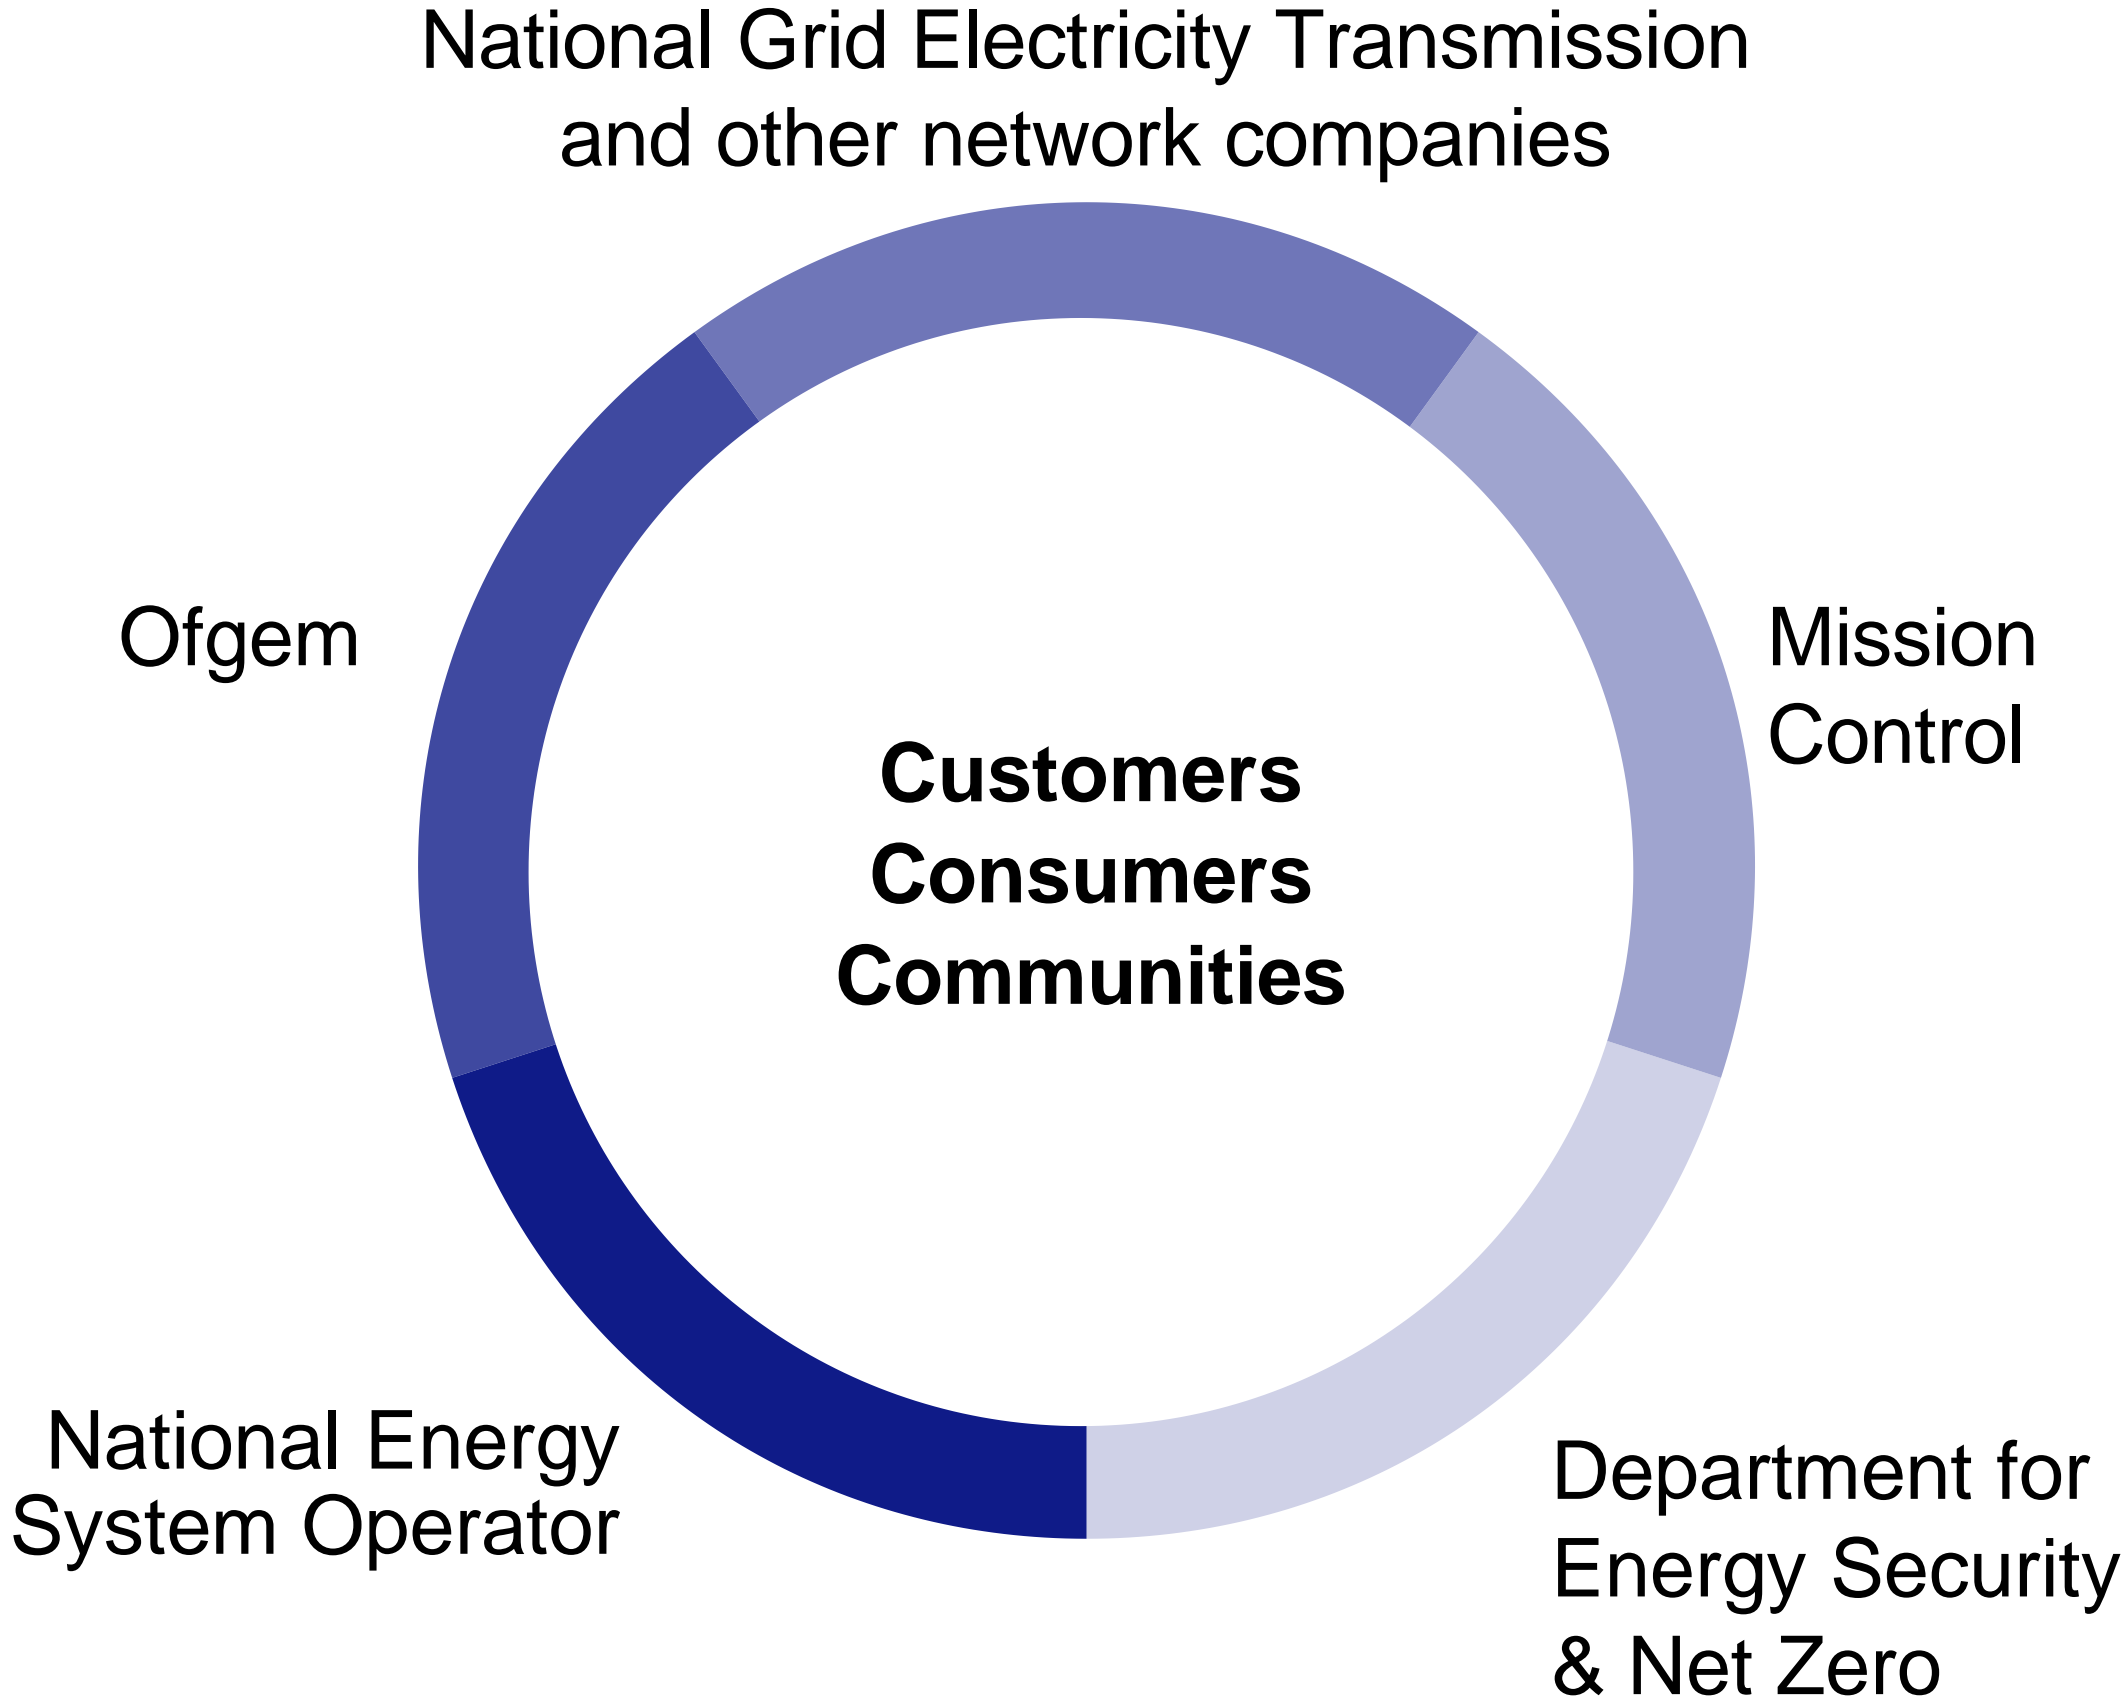 National Grid Electricity Transmission
and other network companies
Ofgem
Mission
Control
Customers
Consumers
Communities
National Energy
System Operator
Department for
Energy Security
& Net Zero